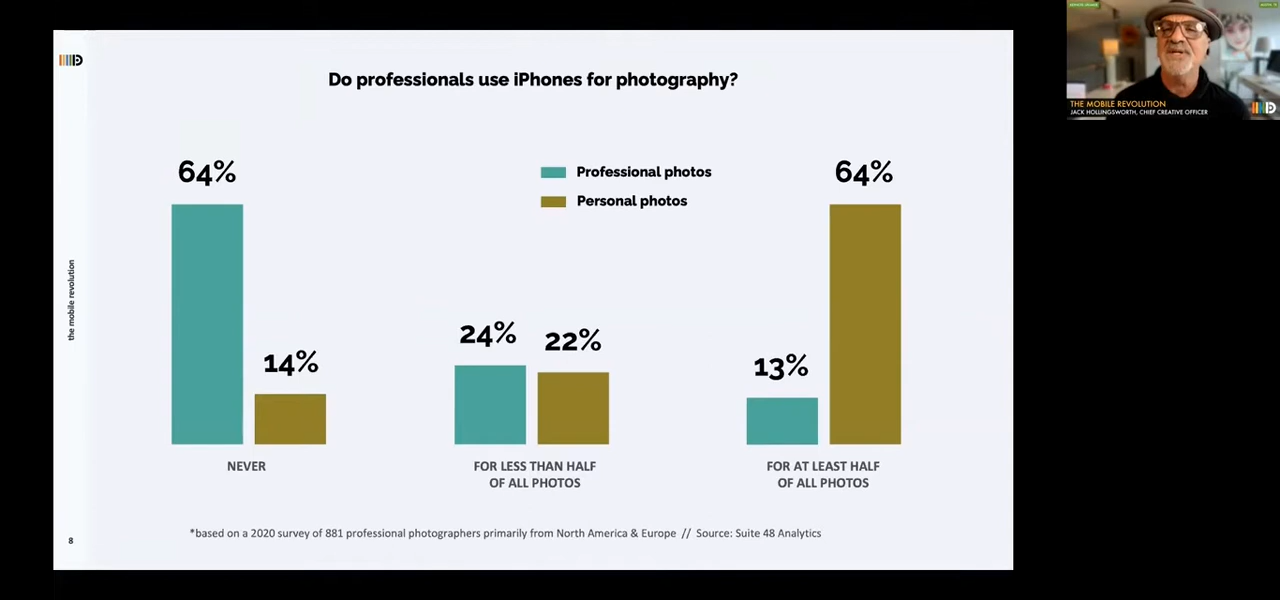 Do professionals use iPhones for photography?
64%
14%
24%
22%
13%
64%
Professional photos
Personal photos
NEVER
FOR LESS THAN HALF
OF ALL PHOTOS
FOR AT LEAST HALF
OF ALL PHOTOS
*based on a 2020 survey of 881 professional photographers primarily from North America & Europe // Source: Suite 48 Analytics
the mobile revolution
8
THE MOBILE REVOLUTION
JACK HOLLINGSWORTH, CHIEF CREATIVE OFFICER